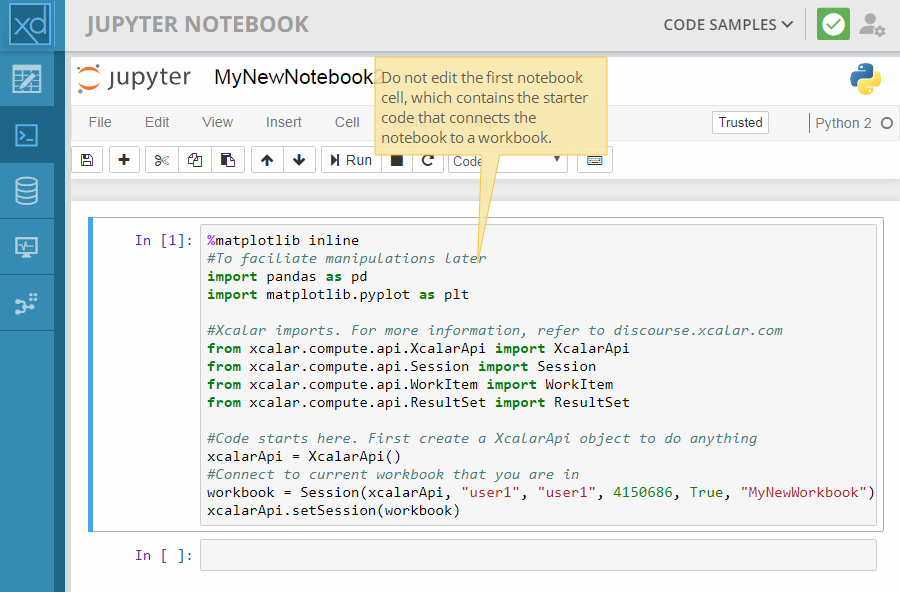 xd JUPYTER NOTEBOOK CODE SAMPLES
jupyter MyNewNotebook
Do not edit the first notebook
cell, which contains the starter
code that connects the
notebook to a workbook.
File Edit View Insert Cell Trusted Python 2
Run Code
In [1]: %matplotlib inline
#To faciliate manipulations later
import pandas as pd
import matplotlib.pyplot as plt
#Xcalar imports. For more information, refer to discourse.xcalar.com
from xcalar.compute.api.XcalarApi import XcalarApi
from xcalar.compute.api.Session import Session
from xcalar.compute.api.WorkItem import WorkItem
from xcalar.compute.api.ResultSet import ResultSet
#Code starts here. First create a XcalarApi object to do anything
xcalarApi = XcalarApi()
#Connect to current workbook that you are in
workbook = Session(xcalarApi, "user1", "user1", 4150686, True, "MyNewWorkbook")
xcalarApi.setSession(workbook)
In [ ]: